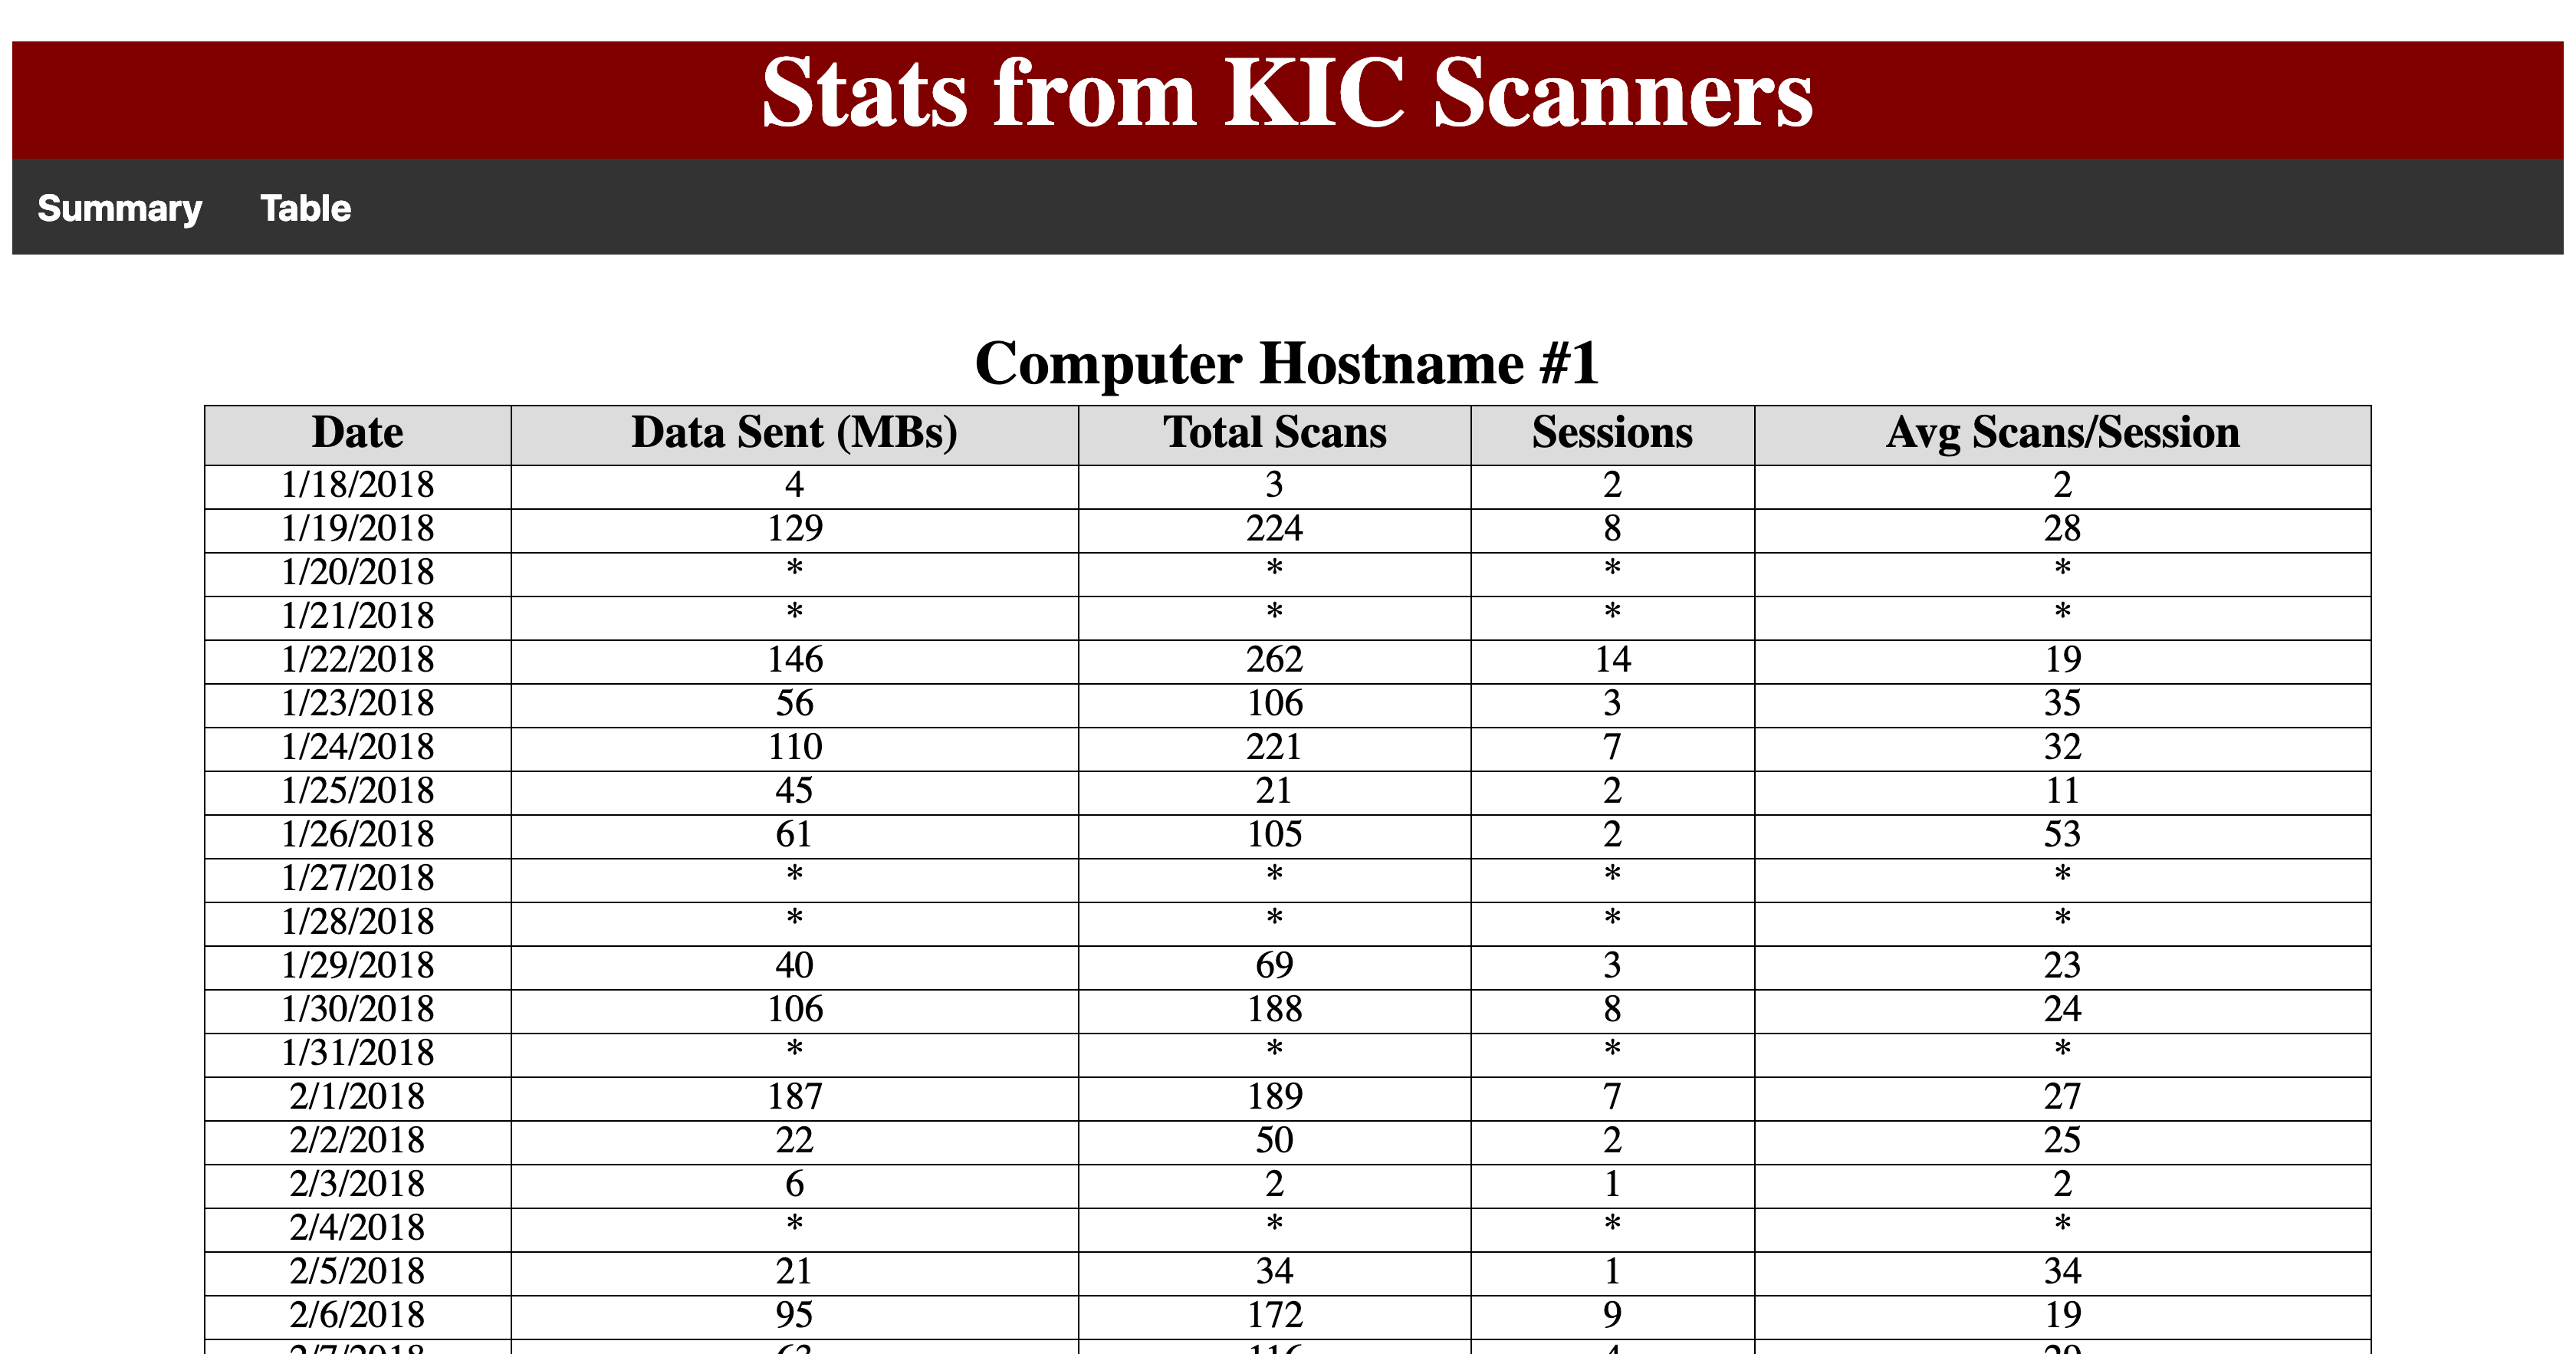 Stats from KIC Scanners
Summary Table
Computer Hostname #1
Date Data Sent (MBs) Total Scans Sessions Avg Scans/Session
1/18/2018 4 3 2 2
1/19/2018 129 224 8 28
1/20/2018 * * * *
1/21/2018 * * * *
1/22/2018 146 262 14 19
1/23/2018 56 106 3 35
1/24/2018 110 221 7 32
1/25/2018 45 21 2 11
1/26/2018 61 105 2 53
1/27/2018 * * * *
1/28/2018 * * * *
1/29/2018 40 69 3 23
1/30/2018 106 188 8 24
1/31/2018 * * * *
2/1/2018 187 189 7 27
2/2/2018 22 50 2 25
2/3/2018 6 2 1 2
2/4/2018 * * * *
2/5/2018 21 34 1 34
2/6/2018 95 172 9 19
2/7/2018 63 116 4 29